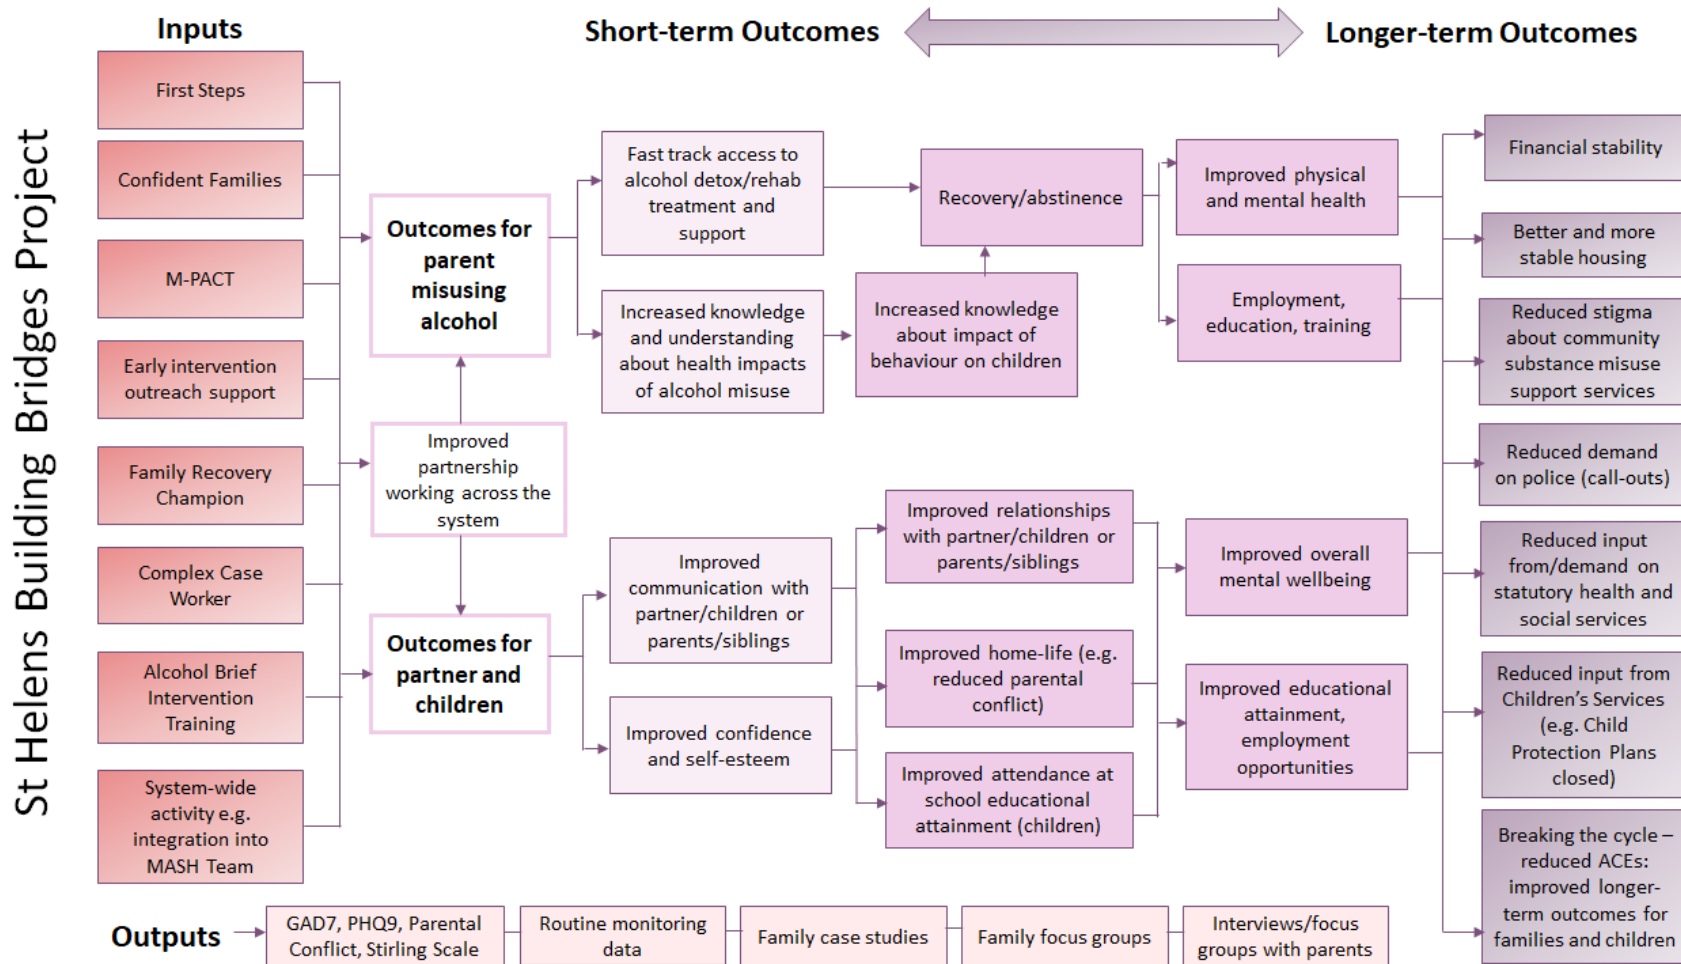 St Helens Building Bridges Project
Inputs
Short-term Outcomes
Longer-term Outcomes
First Steps
Confident Families
M-PACT
Early intervention
outreach support
Family Recovery
Champion
Complex Case
Worker
Alcohol Brief
Intervention
Training
System-wide
activity e.g.
integration into
MASH Team
Outcomes for
parent
misusing
alcohol
Improved
partnership
working across the
system
Outcomes for
partner and
children
Fast track access to
alcohol detox/rehab
treatment and
support
Increased knowledge
and understanding
about health impacts
of alcohol misuse
Improved
communication with
partner/children or
parents/siblings
Improved confidence
and self-esteem
Recovery/abstinence
Increased knowledge
about impact of
behaviour on children
Improved relationships
with partner/children or
parents/siblings
Improved home-life (e.g.
reduced parental
conflict)
Improved attendance at
school educational
attainment (children)
Improved physical
and mental health
Employment,
education, training
Improved overall
mental wellbeing
Improved educational
attainment,
employment
opportunities
Financial stability
Better and more
stable housing
Reduced stigma
about community
substance misuse
support services
Reduced demand
on police (call-outs)
Reduced input
from/demand on
statutory health and
social services
Reduced input from
Children's Services
(e.g. Child
Protection Plans
closed)
Breaking the cycle –
reduced ACEs:
improved longer-
term outcomes for
families and children
Outputs
GAD7, PHQ9, Parental
Conflict, Stirling Scale
Routine monitoring
data
Family case studies
Family focus groups
Interviews/focus
groups with parents